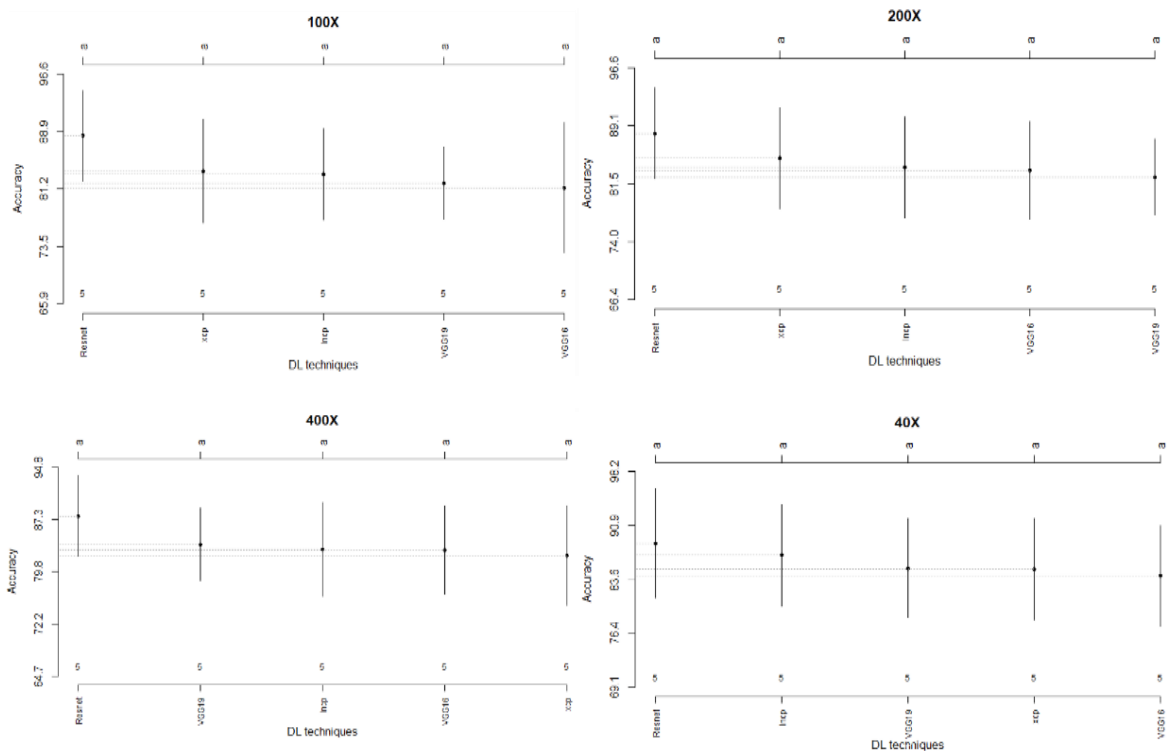 100X
a a a a a
96.6
88.9
81.2
73.5
65.9
Accuracy
5 5 5 5 5
Resnet xcp Incp VGG19 VGG16
DL techniques
200X
a a a a a
96.6
89.1
81.5
74.0
66.4
Accuracy
5 5 5 5 5
Resnet xcp Incp VGG16 VGG19
DL techniques
400X
a a a a a
94.8
87.3
79.8
72.2
64.7
Accuracy
5 5 5 5 5
Resnet VGG19 Incp VGG16 xcp
DL techniques
40X
a a a a a
98.2
90.9
83.6
76.4
69.1
Accuracy
5 5 5 5 5
Resnet Incp VGG19 xcp VGG16
DL techniques